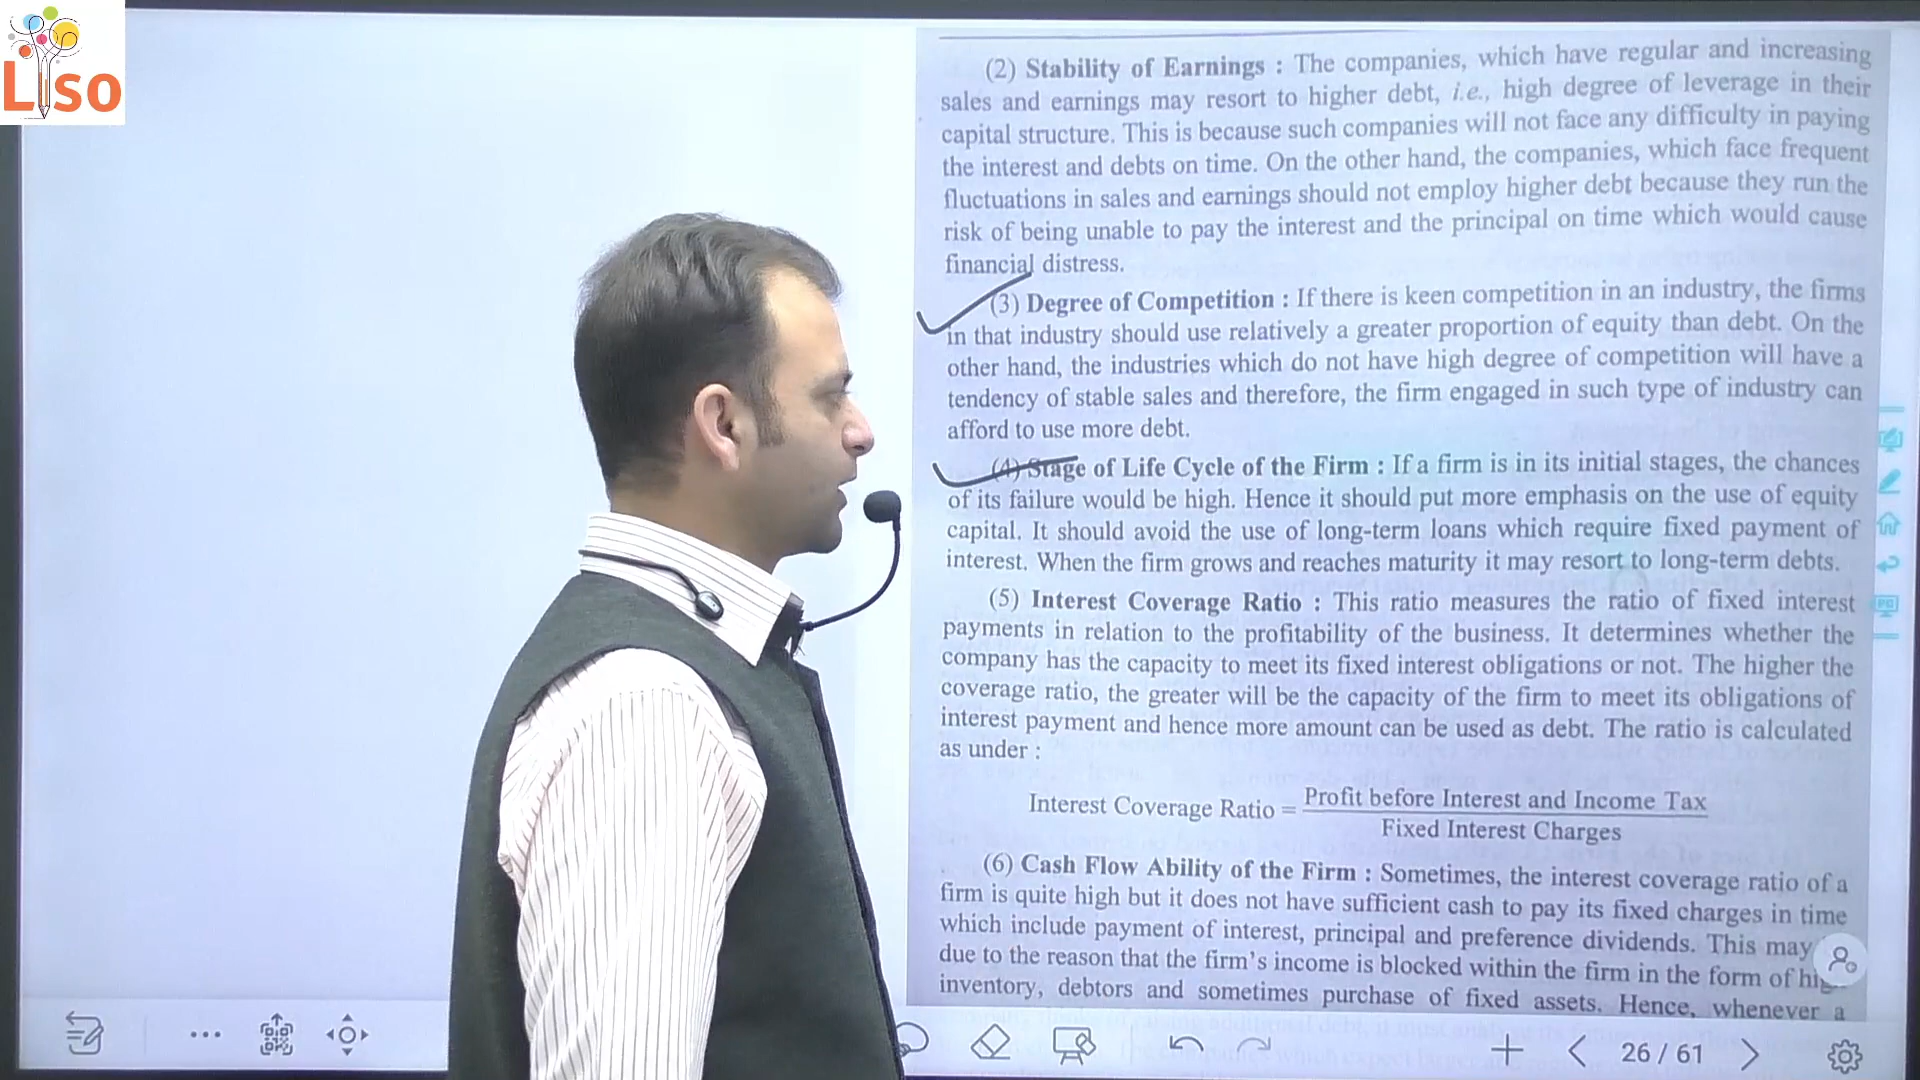 Liso
(2) Stability of Earnings : The companies, which have regular and increasing
sales and earnings may resort to higher debt, i.e., high degree of leverage in their
capital structure. This is because such companies will not face any difficulty in paying
the interest and debts on time. On the other hand, the companies, which face frequent
fluctuations in sales and earnings should not employ higher debt because they run the
risk of being unable to pay the interest and the principal on time which would cause
financial distress.
(3) Degree of Competition : If there is keen competition in an industry, the firms
in that industry should use relatively a greater proportion of equity than debt. On the
other hand, the industries which do not have high degree of competition will have a
tendency of stable sales and therefore, the firm engaged in such type of industry can
afford to use more debt.
(4) Stage of Life Cycle of the Firm : If a firm is in its initial stages, the chances
of its failure would be high. Hence it should put more emphasis on the use of equity
capital. It should avoid the use of long-term loans which require fixed payment of
interest. When the firm grows and reaches maturity it may resort to long-term debts.
(5) Interest Coverage Ratio : This ratio measures the ratio of fixed interest
payments in relation to the profitability of the business. It determines whether the
company has the capacity to meet its fixed interest obligations or not. The higher the
coverage ratio, the greater will be the capacity of the firm to meet its obligations of
interest payment and hence more amount can be used as debt. The ratio is calculated
as under :
Interest Coverage Ratio = Profit before Interest and Income Tax
Fixed Interest Charges
(6) Cash Flow Ability of the Firm : Sometimes, the interest coverage ratio of a
firm is quite high but it does not have sufficient cash to pay its fixed charges in time
which include payment of interest, principal and preference dividends. This may
due to the reason that the firm's income is blocked within the firm in the form of
inventory, debtors and sometimes purchase of fixed assets. Hence, whenever a
26 / 61